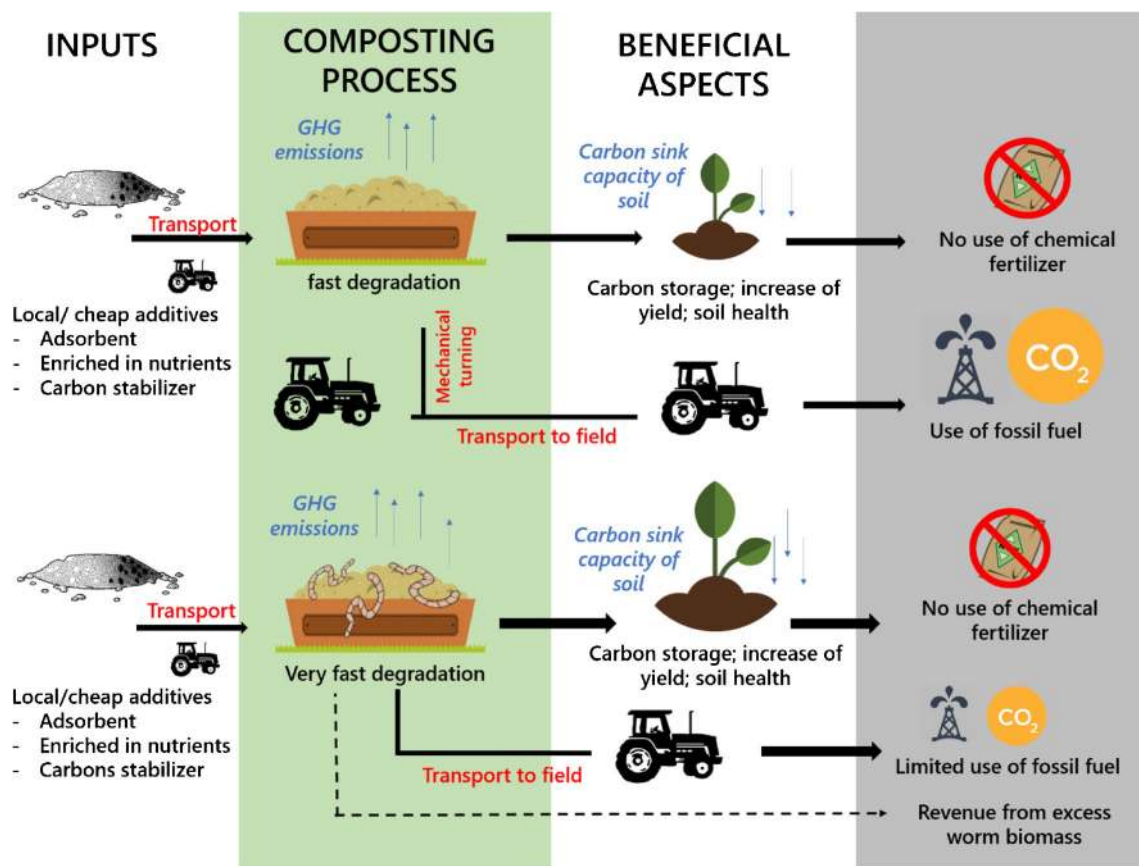 INPUTS
COMPOSTING
PROCESS
BENEFICIAL
ASPECTS
GHG
emissions
Carbon sink
capacity of
soil
Transport
fast degradation
Carbon storage; increase of
yield; soil health
No use of chemical
fertilizer
Local/ cheap additives
- Adsorbent
- Enriched in nutrients
- Carbon stabilizer
Mechanical
turning
Transport to field
CO2
Use of fossil fuel
GHG
emissions
Carbon sink
capacity of
soil
Transport
Very fast degradation
Carbon storage; increase of
yield; soil health
No use of chemical
fertilizer
Local/cheap additives
- Adsorbent
- Enriched in nutrients
- Carbons stabilizer
Transport to field
CO2
Limited use of fossil fuel
Revenue from excess
worm biomass